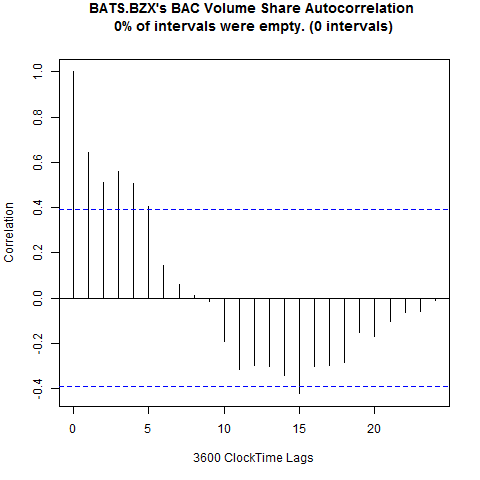 BATS.BZX's BAC Volume Share Autocorrelation
0% of intervals were empty. (0 intervals)
Correlation
1.0
0.8
0.6
0.4
0.2
0.0
-0.2
-0.4
0 5 10 15 20
3600 ClockTime Lags